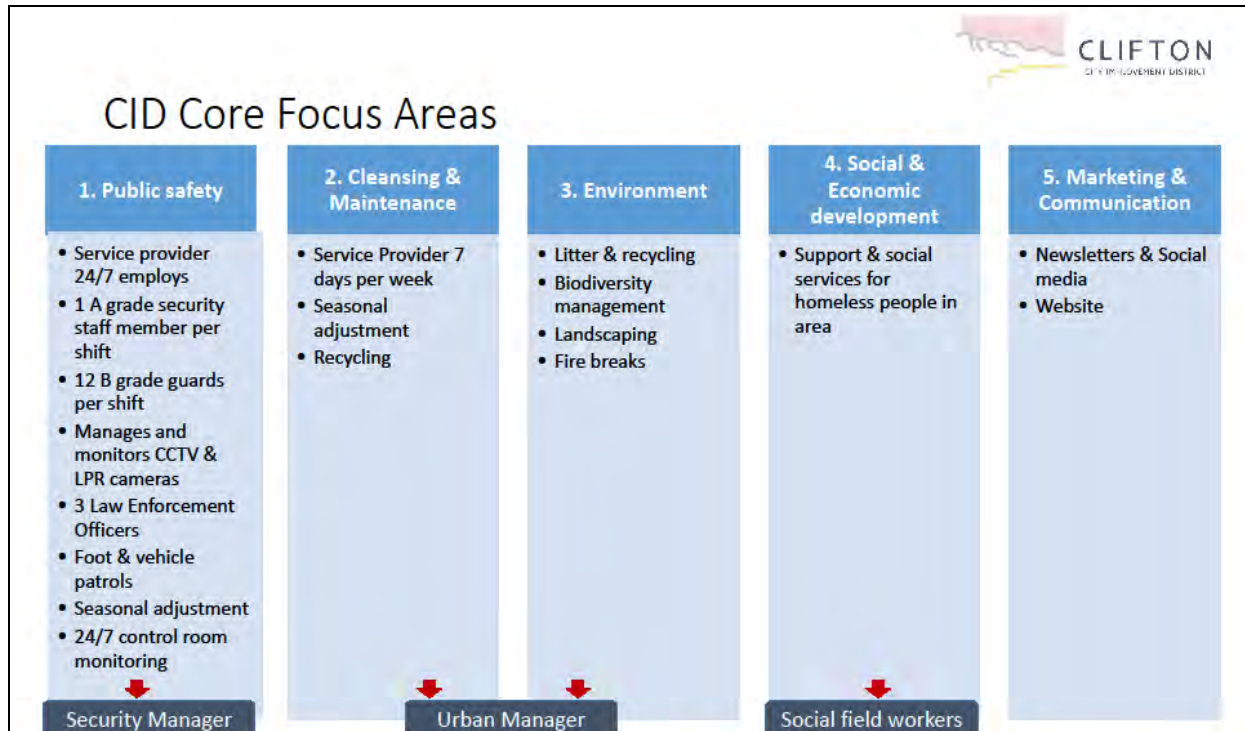 CLIFTON
CITY IMPROVEMENT DISTRICT
CID Core Focus Areas
1. Public safety
• Service provider
24/7 employs
• 1 A grade security
staff member per
shift
• 12 B grade guards
per shift
• Manages and
monitors CCTV &
LPR cameras
• 3 Law Enforcement
Officers
• Foot & vehicle
patrols
• Seasonal adjustment
• 24/7 control room
monitoring
Security Manager
2. Cleansing &
Maintenance
• Service Provider 7
days per week
• Seasonal
adjustment
• Recycling
3. Environment
• Litter & recycling
• Biodiversity
management
• Landscaping
• Fire breaks
Urban Manager
4. Social &
Economic
development
• Support & social
services for
homeless people in
area
Social field workers
5. Marketing &
Communication
• Newsletters & Social
media
• Website